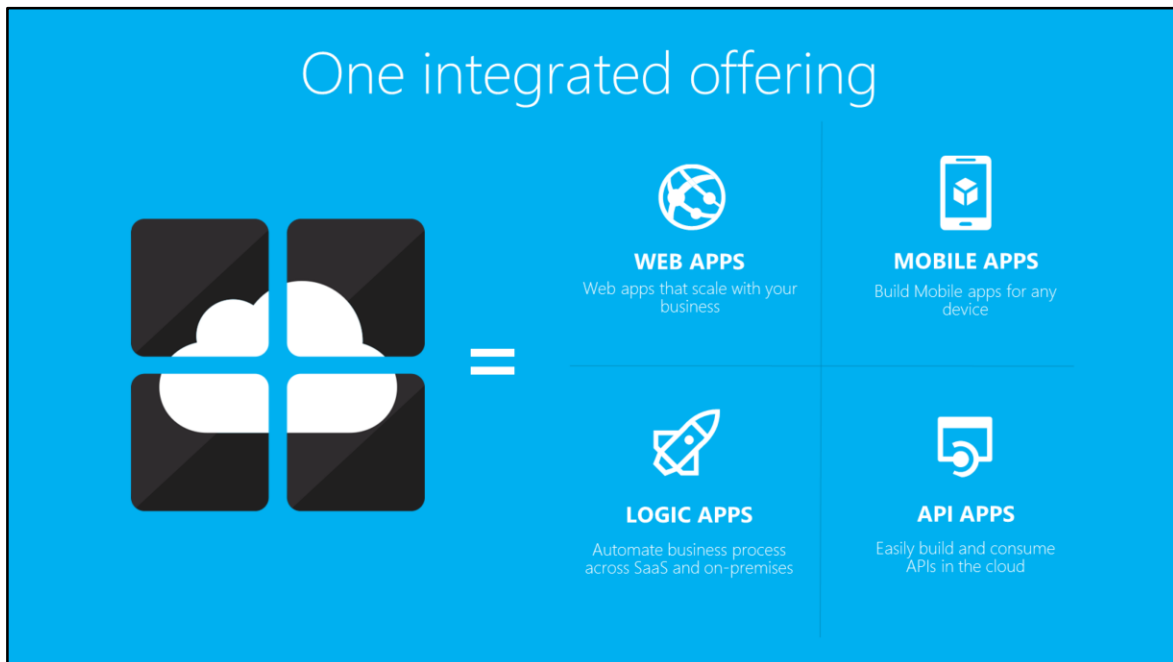 One integrated offering
=
WEB APPS
Web apps that scale with your
business
MOBILE APPS
Build Mobile apps for any
device
LOGIC APPS
Automate business process
across SaaS and on-premises
API APPS
Easily build and consume
APIs in the cloud